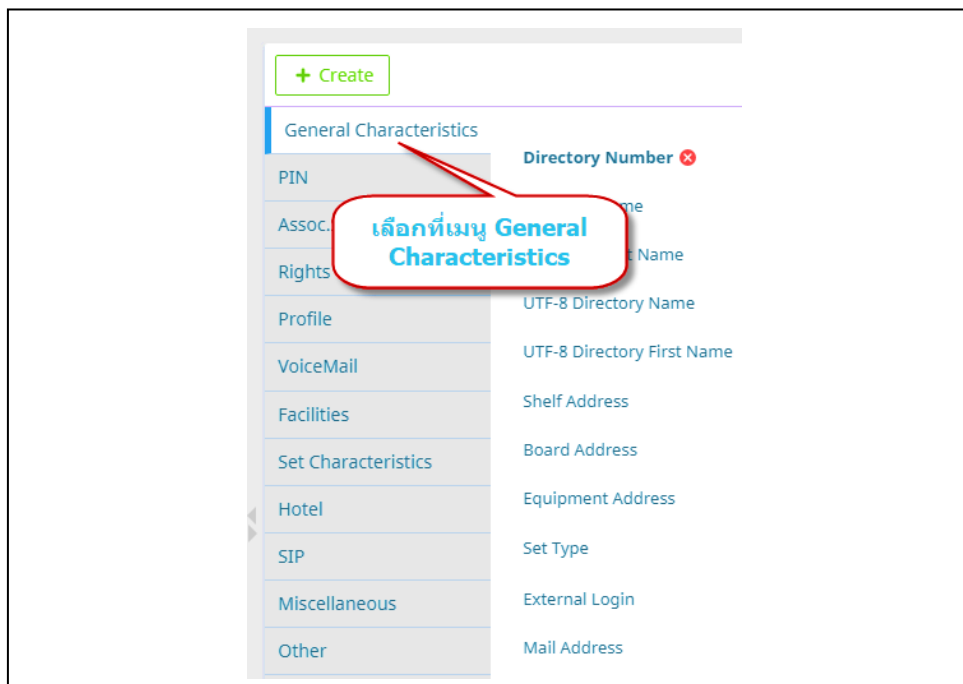 + Create
General Characteristics
PIN
Assoc.
Rights
Profile
VoiceMail
Facilities
Set Characteristics
Hotel
SIP
Miscellaneous
Other
เลือกที่เมนู General
Characteristics
Directory Number
me
t Name
UTF-8 Directory Name
UTF-8 Directory First Name
Shelf Address
Board Address
Equipment Address
Set Type
External Login
Mail Address